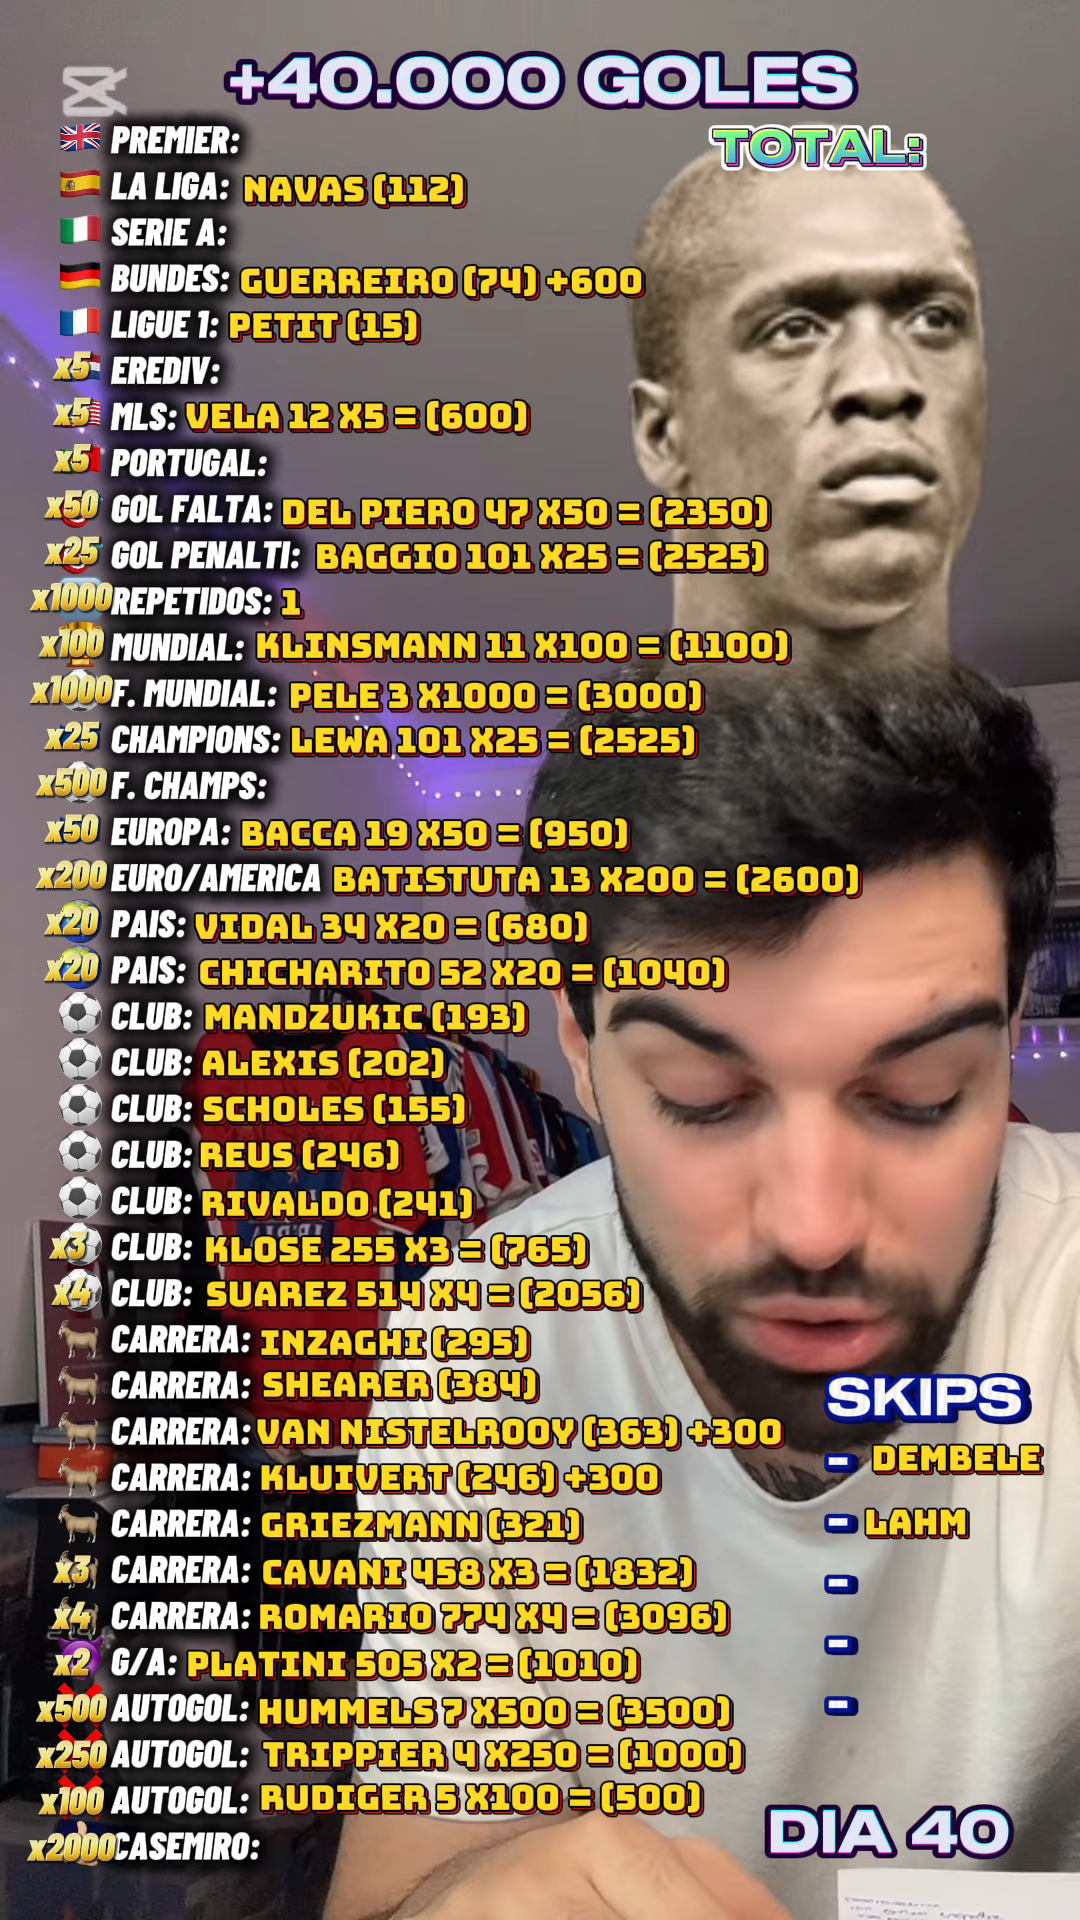 +40.000 GOLES
TOTAL:
PREMIER:
LA LIGA: NAVAS (112)
SERIE A:
BUNDES: GUERREIRO (74) +600
LIGUE 1: PETIT (15)
x5 EREDIV:
x5 MLS: VELA 12 X5 = (600)
x5 PORTUGAL:
x50 GOL FALTA: DEL PIERO 47 X50 = (2350)
x25 GOL PENALTI: BAGGIO 101 X25 = (2525)
x1000 REPETIDOS: 1
x100 MUNDIAL: KLINSMANN 11 X100 = (1100)
x1000 F. MUNDIAL: PELE 3 X1000 = (3000)
x25 CHAMPIONS: LEWA 101 X25 = (2525)
x500 F. CHAMPS:
x50 EUROPA: BACCA 19 X50 = (950)
x200 EURO/AMERICA BATISTUTA 13 X200 = (2600)
x20 PAIS: VIDAL 34 X20 = (680)
x20 PAIS: CHICHARITO 52 X20 = (1040)
CLUB: MANDZUKIC (193)
CLUB: ALEXIS (202)
CLUB: SCHOLES (155)
CLUB: REUS (246)
CLUB: RIVALDO (241)
x3 CLUB: KLOSE 255 X3 = (765)
x4 CLUB: SUAREZ 514 X4 = (2056)
CARRERA: INZAGHI (295)
CARRERA: SHEARER (384)
CARRERA: VAN NISTELROOY (363) +300
CARRERA: KLUIVERT (246) +300
CARRERA: GRIEZMANN (321)
x3 CARRERA: CAVANI 458 X3 = (1832)
x4 CARRERA: ROMARIO 774 X4 = (3096)
x2 G/A: PLATINI 505 X2 = (1010)
x500 AUTOGOL: HUMMELS 7 X500 = (3500)
x250 AUTOGOL: TRIPPIER 4 X250 = (1000)
x100 AUTOGOL: RUDIGER 5 X100 = (500)
x2000 CASEMIRO:
SKIPS
- DEMBELE
- LAHM
-
-
-
DIA 40